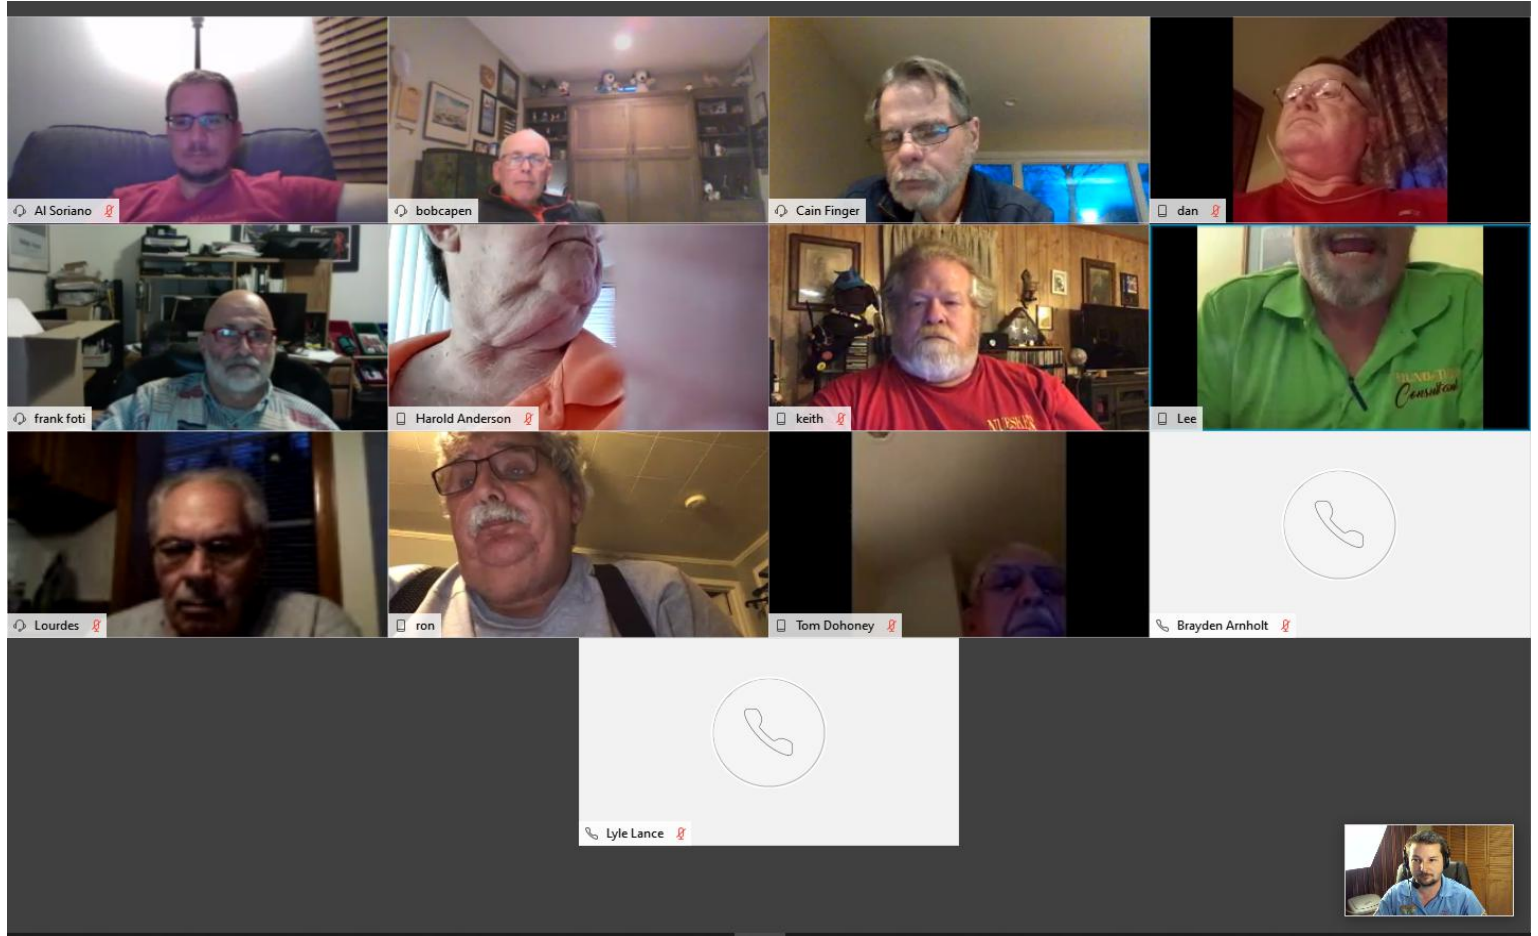 Al Soriano
bobcapen
Cain Finger
dan
frank foti
Harold Anderson
keith
Lee
Consultant
Lourdes
ron
Tom Dohoney
Brayden Arnholt
Lyle Lance